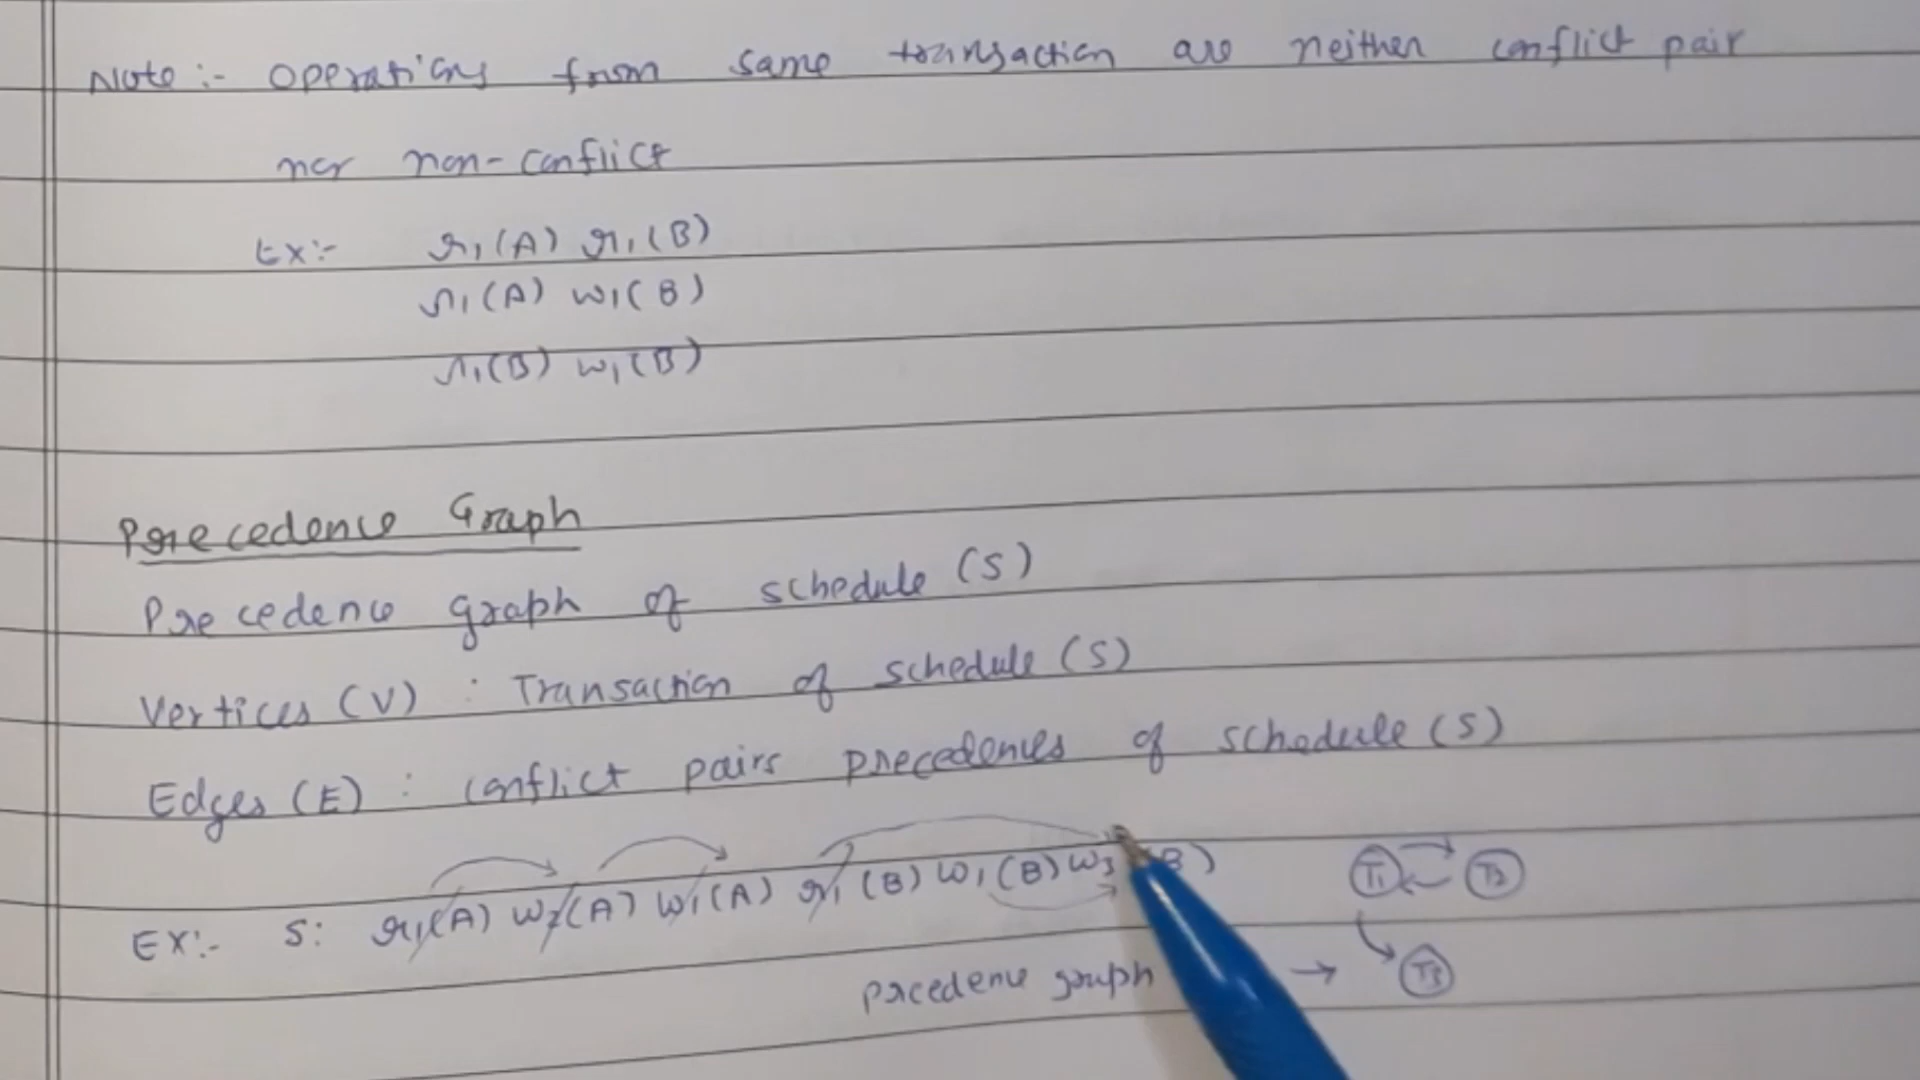 Note :- operations from same transaction are neither conflict pair
nor non-conflict
Ex:- r1(A) r1(B)
r1(A) w1(B)
r1(B) w1(B)
Precedence Graph
Precedence graph of schedule (S)
Vertices (V) : Transaction of schedule (S)
Edges (E) : conflict pairs precedences of schedule (S)
Ex:- S: r1(A) w2(A) w1(A) r1(B) w1(B) w3(B)
T1 T2
precedence graph → T3